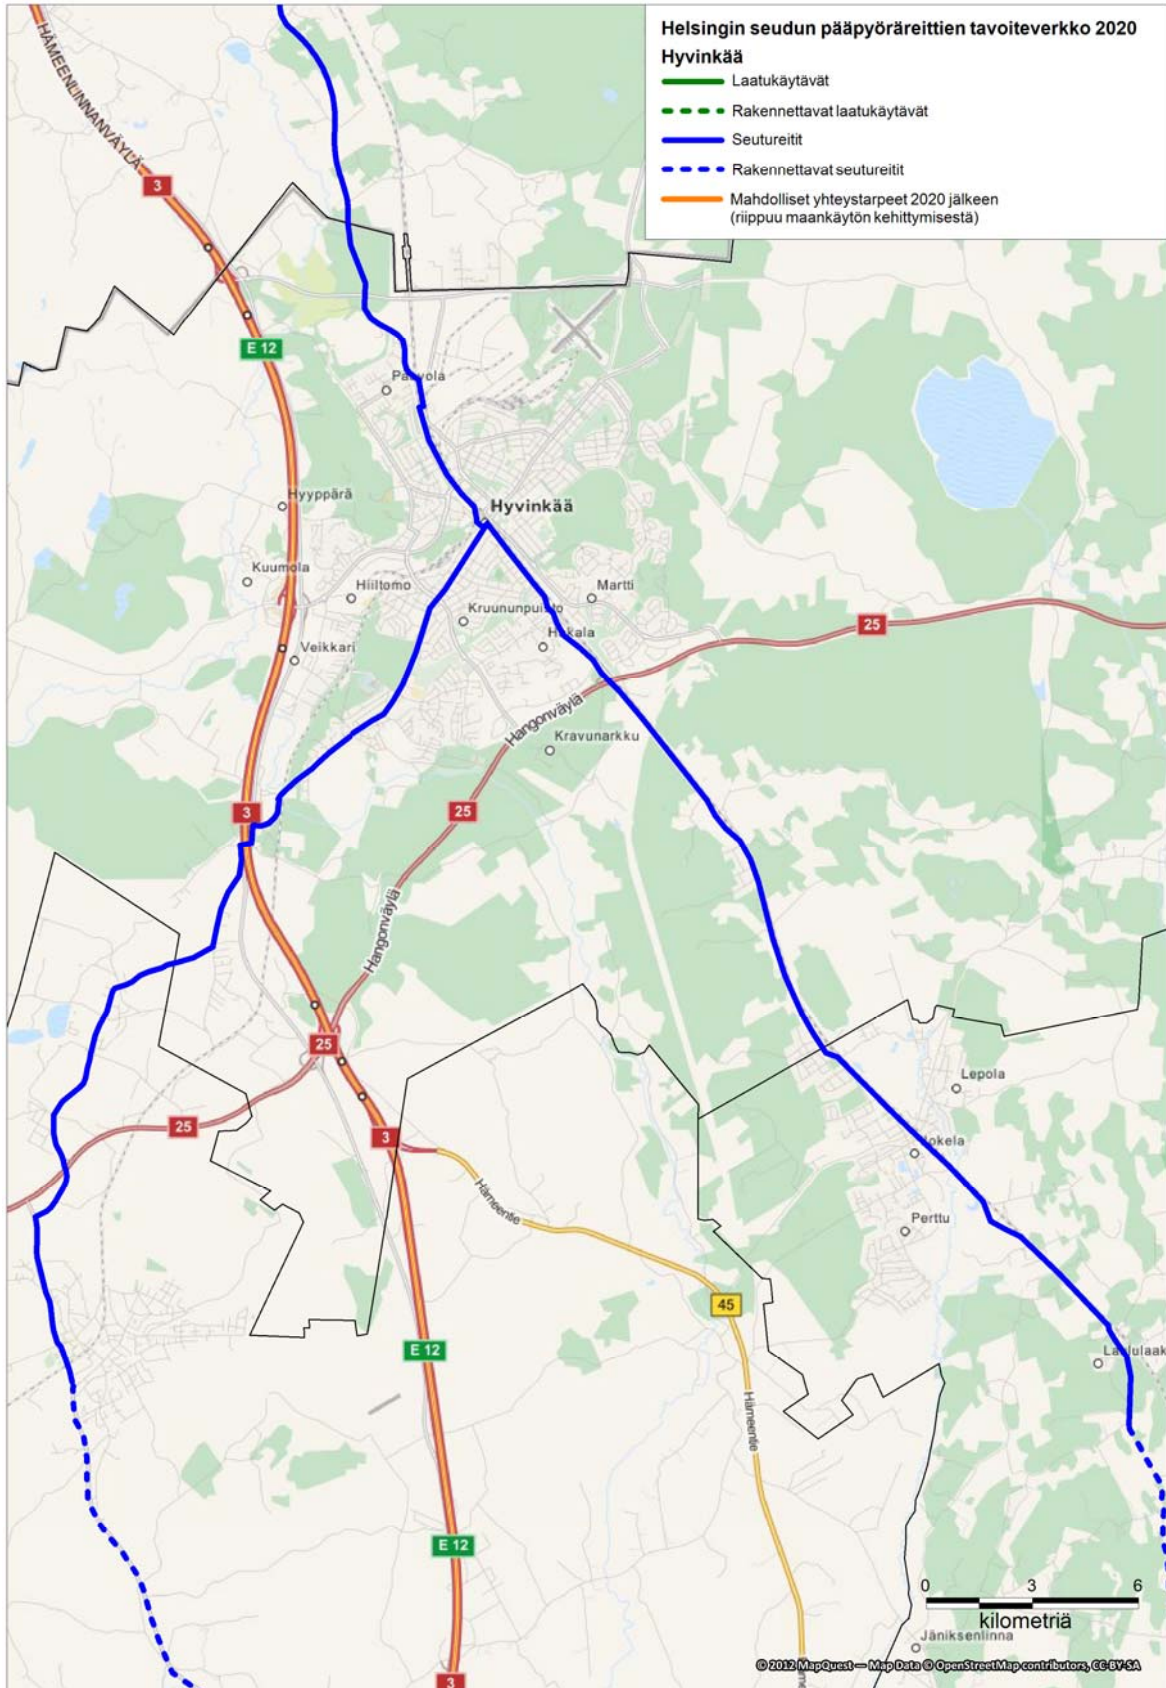 Helsingin seudun pääpyöräreittien tavoiteverkko 2020
Hyvinkää
Laatukäytävät
Rakennettavat laatukäytävät
Seutureitit
Rakennettavat seutureitit
Mahdolliset yhteystarpeet 2020 jälkeen
(riippuu maankäytön kehittymisestä)
HÄMEENLINNANVÄYLÄ
3
E 12
Hyyppärä
Hyvinkää
Kuumola
Hiiltomo
Martti
Veikkari
25
Hangonväylä
Kravunarkku
3
25
Hangonväylä
25
Lepola
25
3
Hämeentie
Perttu
45
E 12
Hämeentie
E 12
0 3 6
kilometriä
Jäniksenlinna
© 2012 MapQuest — Map Data © OpenStreetMap contributors, CC-BY-SA
3